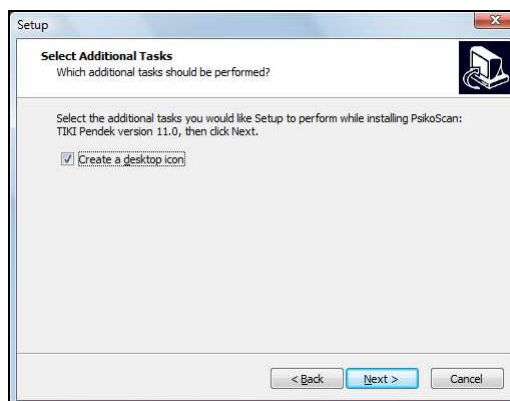 Setup
Select Additional Tasks
Which additional tasks should be performed?
Select the additional tasks you would like Setup to perform while installing PsikoScan:
TIKI Pendek version 11.0, then click Next.
Create a desktop icon
< Back Next > Cancel